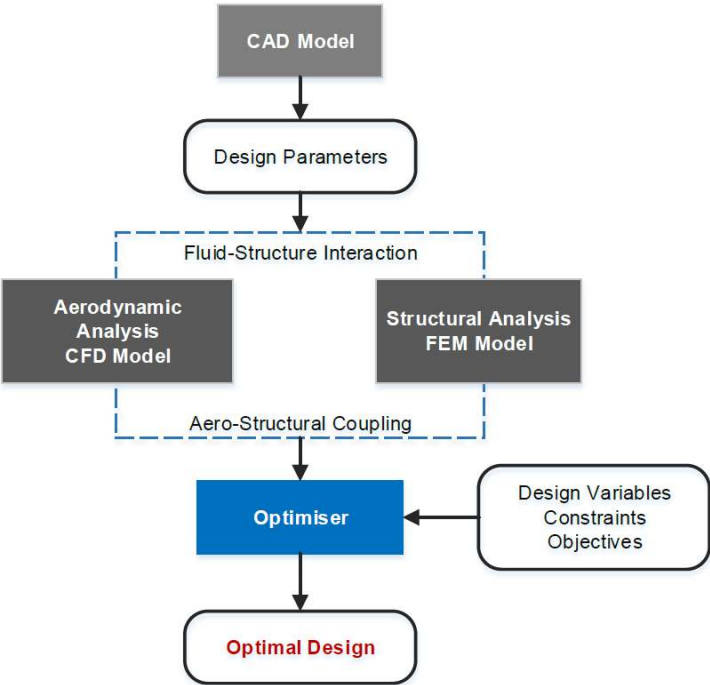 CAD Model
Design Parameters
Fluid-Structure Interaction
Aerodynamic
Analysis
CFD Model
Structural Analysis
FEM Model
Aero-Structural Coupling
Optimiser
Design Variables
Constraints
Objectives
Optimal Design